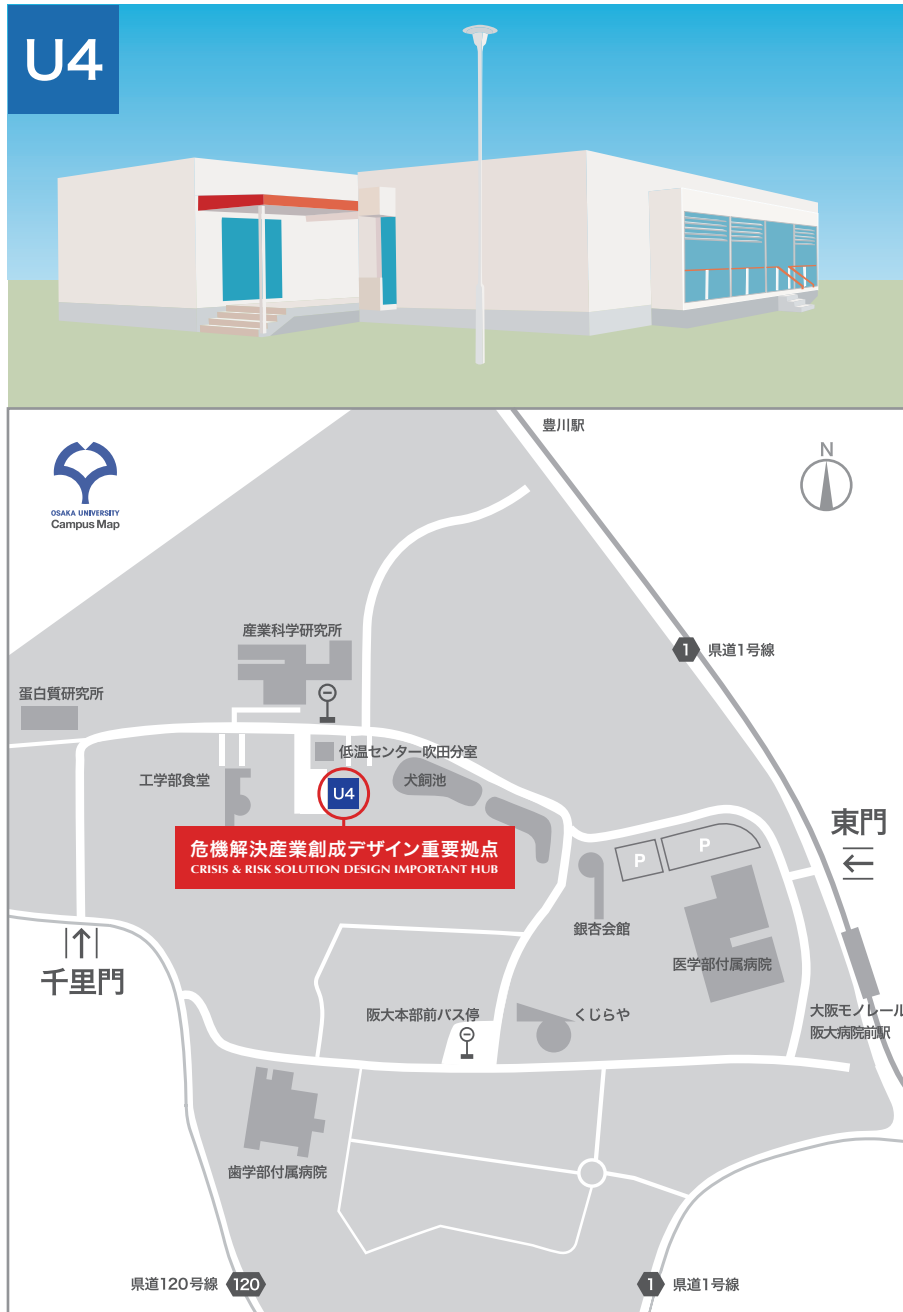 U4
豊川駅
N
OSAKA UNIVERSITY
Campus Map
産業科学研究所
1 県道1号線
蛋白質研究所
低温センター吹田分室
工学部食堂
犬飼池
U4
東門
危機解決産業創成デザイン重要拠点
CRISIS & RISK SOLUTION DESIGN IMPORTANT HUB
P
P
銀杏会館
医学部付属病院
千里門
阪大本部前バス停
くじらや
大阪モノレール
阪大病院前駅
歯学部付属病院
県道120号線 120
1 県道1号線